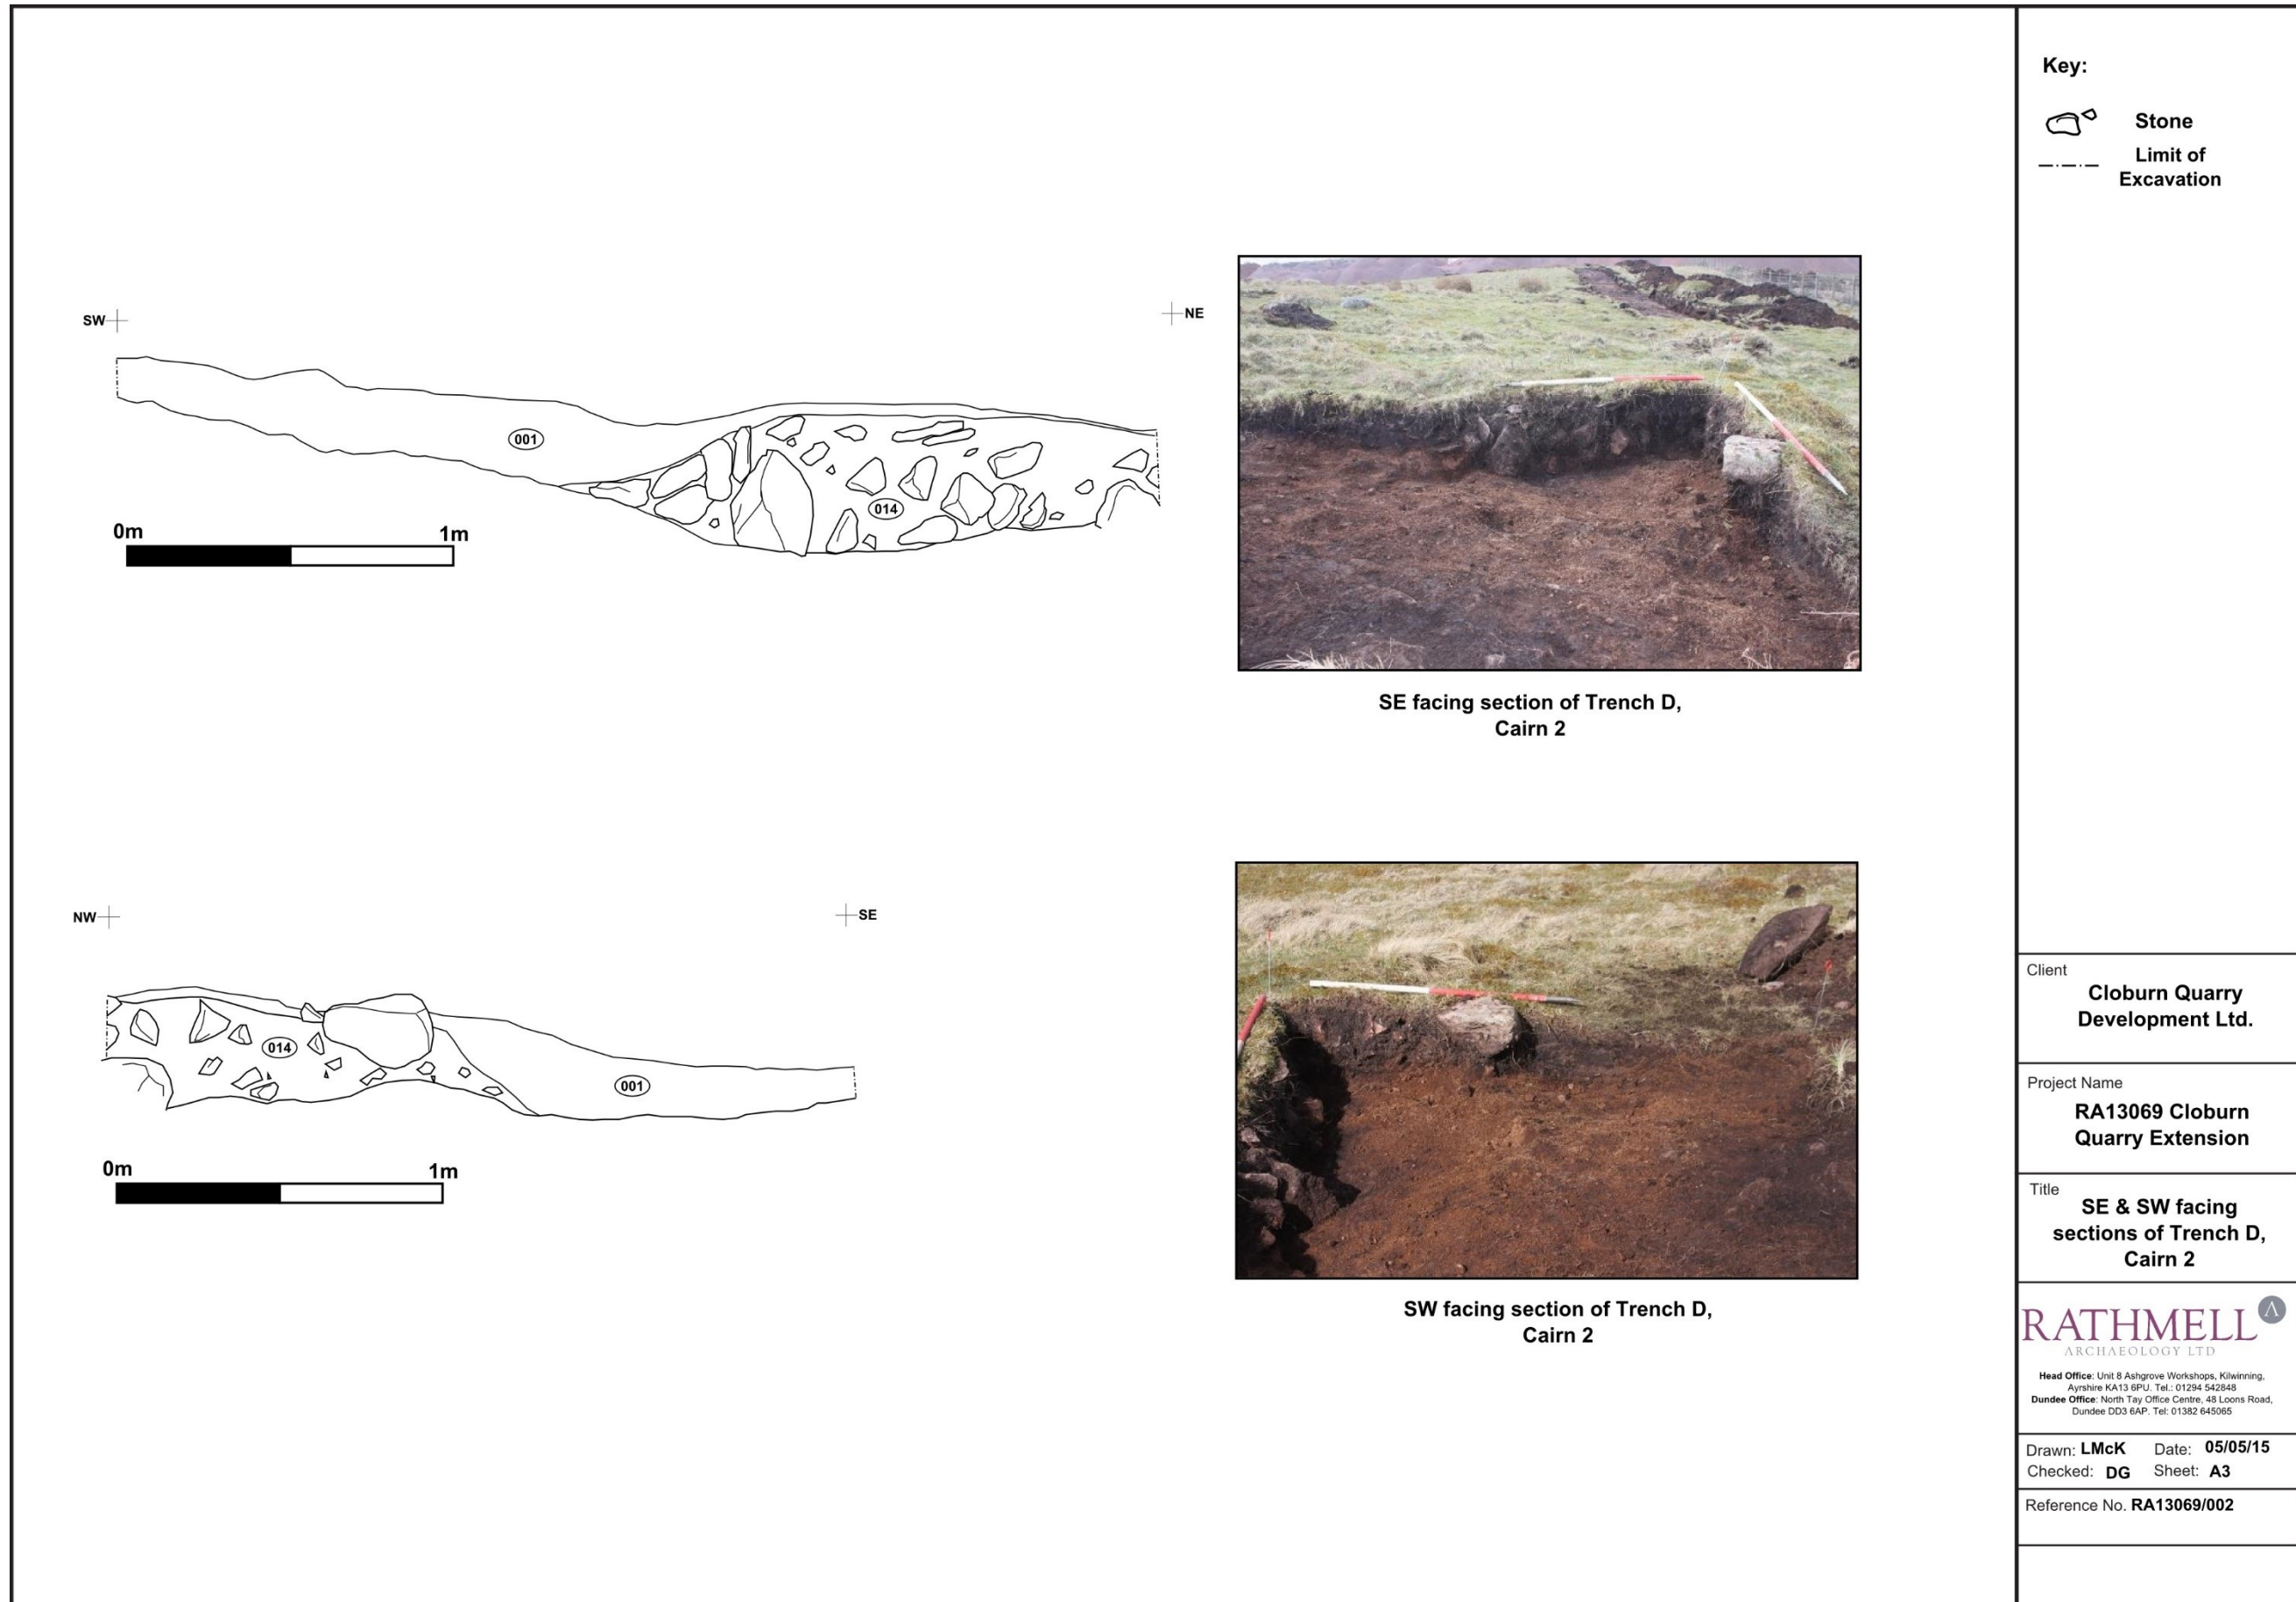 SW
NE
001
014
0m 1m
SE facing section of Trench D,
Cairn 2
NW
SE
014
001
0m 1m
SW facing section of Trench D,
Cairn 2
Key:
Stone
Limit of
Excavation
Client
Cloburn Quarry
Development Ltd.
Project Name
RA13069 Cloburn
Quarry Extension
Title
SE & SW facing
sections of Trench D,
Cairn 2
RATHMELL Λ
ΛRCHΛEOLOGY LTD
Head Office: Unit 8 Ashgrove Workshops, Kilwinning,
Ayrshire KA13 6PU. Tel.: 01294 542848
Dundee Office: North Tay Office Centre, 48 Loons Road,
Dundee DD3 6AP. Tel: 01382 645065
Drawn: LMcK Date: 05/05/15
Checked: DG Sheet: A3
Reference No. RA13069/002